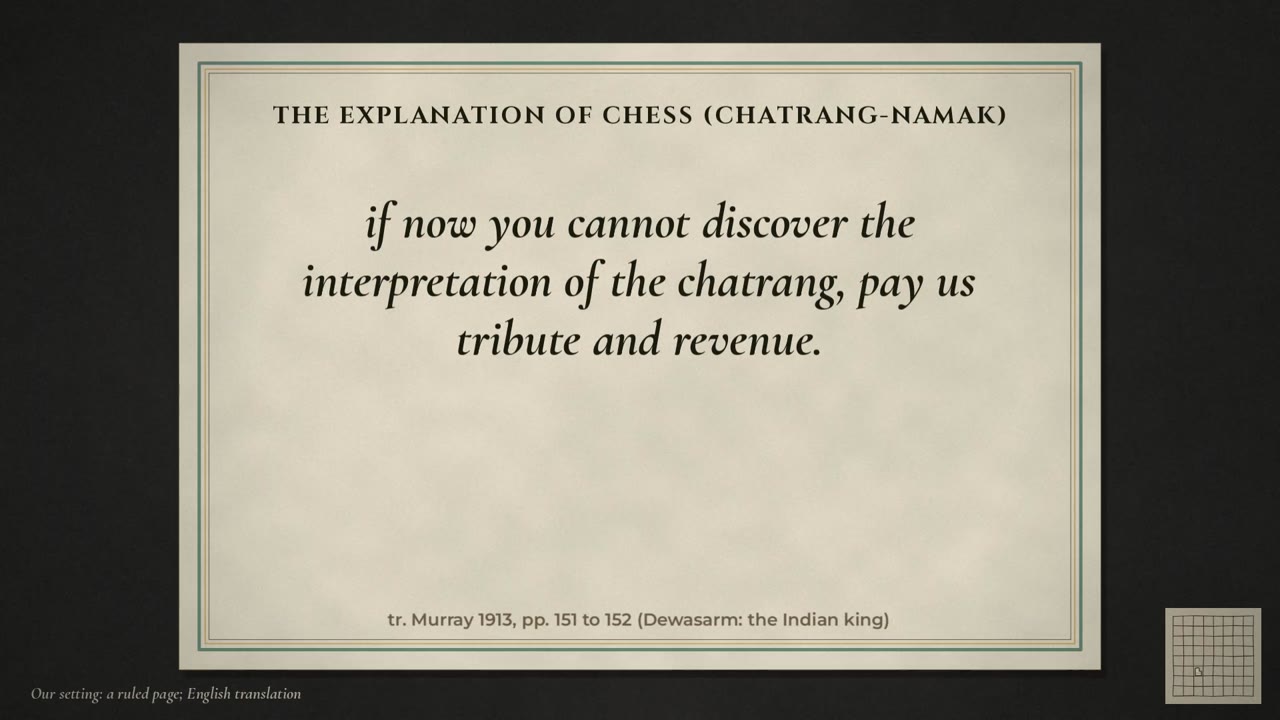 THE EXPLANATION OF CHESS (CHATRANG-NAMAK)
if now you cannot discover the
interpretation of the chatrang, pay us
tribute and revenue.
tr. Murray 1913, pp. 151 to 152 (Dewasarm: the Indian king)
Our setting: a ruled page; English translation